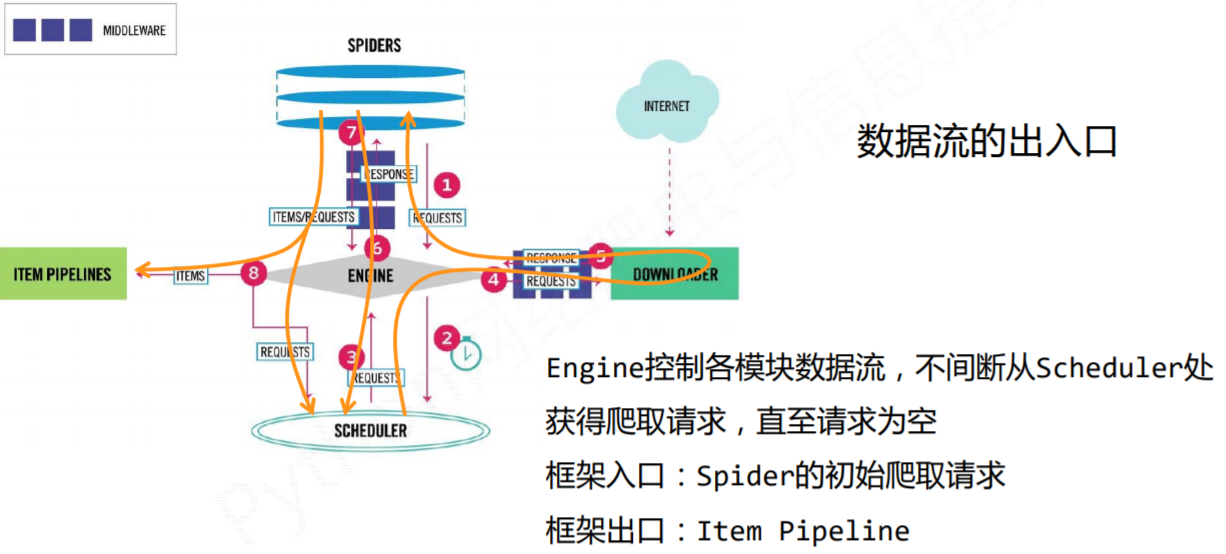 MIDDLEWARE
SPIDERS
INTERNET
数据流的出入口
7
RESPONSE
1
ITEMS/REQUESTS
REQUESTS
6
RESPONSE
5
ITEM PIPELINES
ITEMS
8
ENGINE
4
REQUESTS
DOWNLOADER
2
REQUESTS
3
REQUESTS
SCHEDULER
Engine控制各模块数据流，不间断从Scheduler处
获得爬取请求，直至请求为空
框架入口：Spider的初始爬取请求
框架出口：Item Pipeline